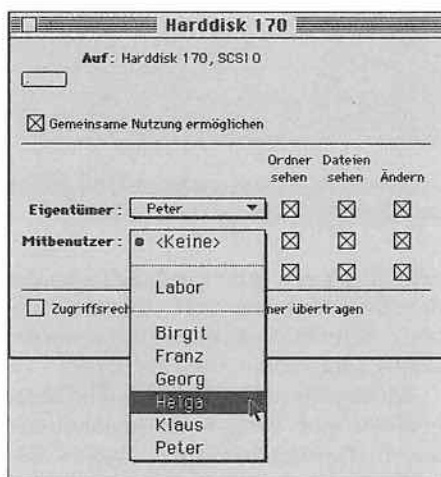 Harddisk 170
Auf: Harddisk 170, SCSI 0
Gemeinsame Nutzung ermöglichen
Ordner sehen
Dateien sehen
Ändern
Eigentümer: Peter
Mitbenutzer: <Keine>
Labor
Zugriffsrech ner übertragen
Birgit
Franz
Georg
Helga
Klaus
Peter